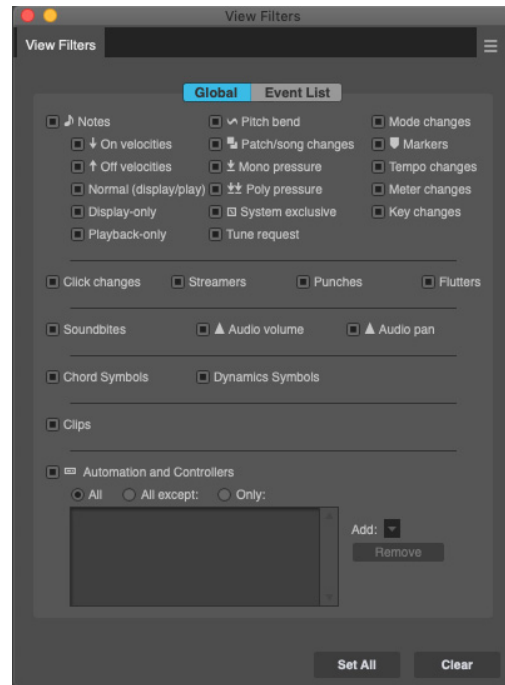 View Filters
View Filters
Global Event List
Notes Pitch bend Mode changes
On velocities Patch/song changes Markers
Off velocities Mono pressure Tempo changes
Normal (display/play) Poly pressure Meter changes
Display-only System exclusive Key changes
Playback-only Tune request
Click changes Streamers Punches Flutters
Soundbites Audio volume Audio pan
Chord Symbols Dynamics Symbols
Clips
Automation and Controllers
All All except: Only:
Add:
Remove
Set All Clear